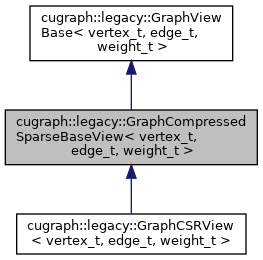 cugraph::legacy::GraphView
Base< vertex_t, edge_t,
weight_t >
cugraph::legacy::GraphCompressed
SparseBaseView< vertex_t,
edge_t, weight_t >
cugraph::legacy::GraphCSRView
< vertex_t, edge_t, weight_t >